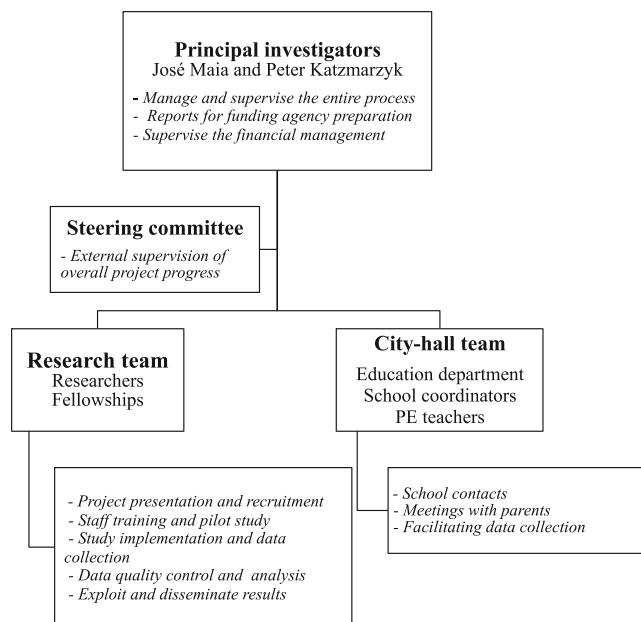 Principal investigators
José Maia and Peter Katzmarzyk
- Manage and supervise the entire process
- Reports for funding agency preparation
- Supervise the financial management
Steering committee
- External supervision of
overall project progress
Research team
Researchers
Fellowships
City-hall team
Education department
School coordinators
PE teachers
- Project presentation and recruitment
- Staff training and pilot study
- Study implementation and data
collection
- Data quality control and analysis
- Exploit and disseminate results
- School contacts
- Meetings with parents
- Facilitating data collection